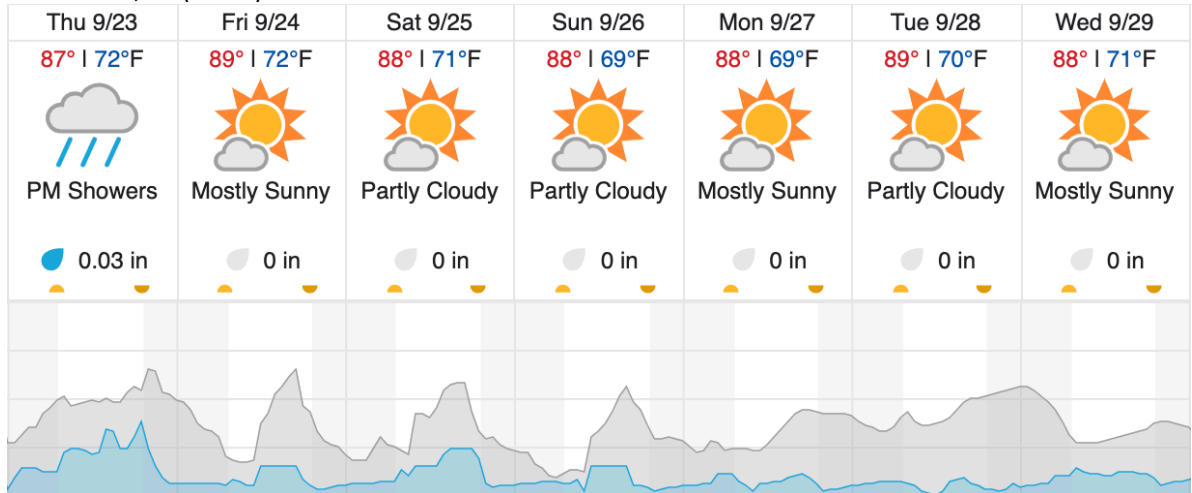 Thu 9/23 Fri 9/24 Sat 9/25 Sun 9/26 Mon 9/27 Tue 9/28 Wed 9/29
87° | 72°F 89° | 72°F 88° | 71°F 88° | 69°F 88° | 69°F 89° | 70°F 88° | 71°F
PM Showers Mostly Sunny Partly Cloudy Partly Cloudy Mostly Sunny Partly Cloudy Mostly Sunny
0.03 in 0 in 0 in 0 in 0 in 0 in 0 in